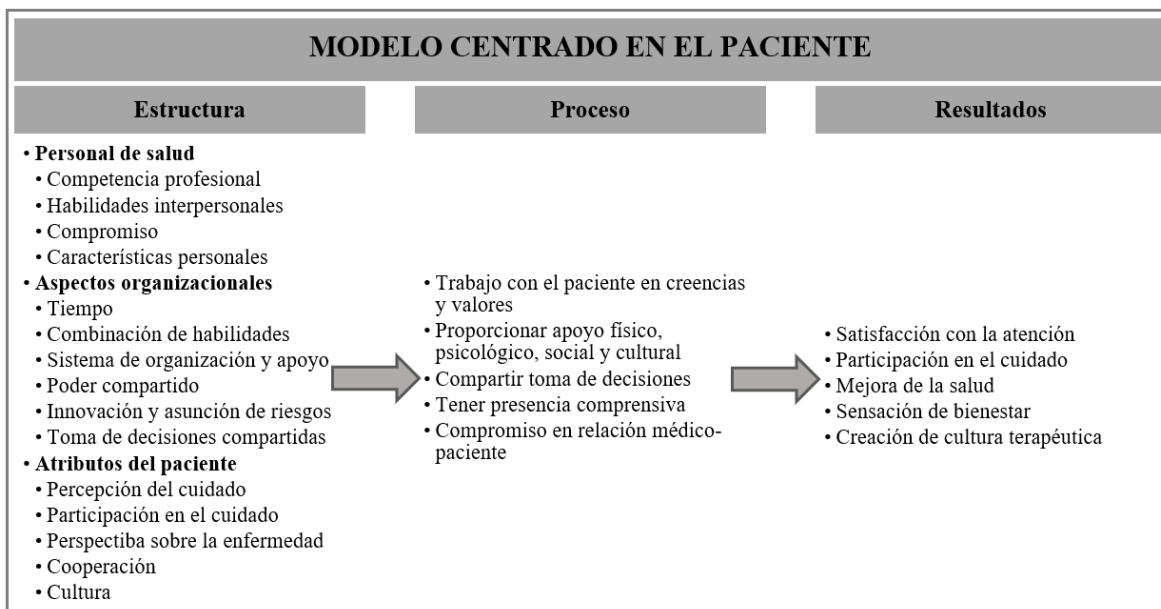 MODELO CENTRADO EN EL PACIENTE
Estructura
• Personal de salud
• Competencia profesional
• Habilidades interpersonales
• Compromiso
• Características personales
• Aspectos organizacionales
• Tiempo
• Combinación de habilidades
• Sistema de organización y apoyo
• Poder compartido
• Innovación y asunción de riesgos
• Toma de decisiones compartidas
• Atributos del paciente
• Percepción del cuidado
• Participación en el cuidado
• Perspectiba sobre la enfermedad
• Cooperación
• Cultura
Proceso
• Trabajo con el paciente en creencias
y valores
• Proporcionar apoyo físico,
psicológico, social y cultural
• Compartir toma de decisiones
• Tener presencia comprensiva
• Compromiso en relación médico-
paciente
Resultados
• Satisfacción con la atención
• Participación en el cuidado
• Mejora de la salud
• Sensación de bienestar
• Creación de cultura terapéutica